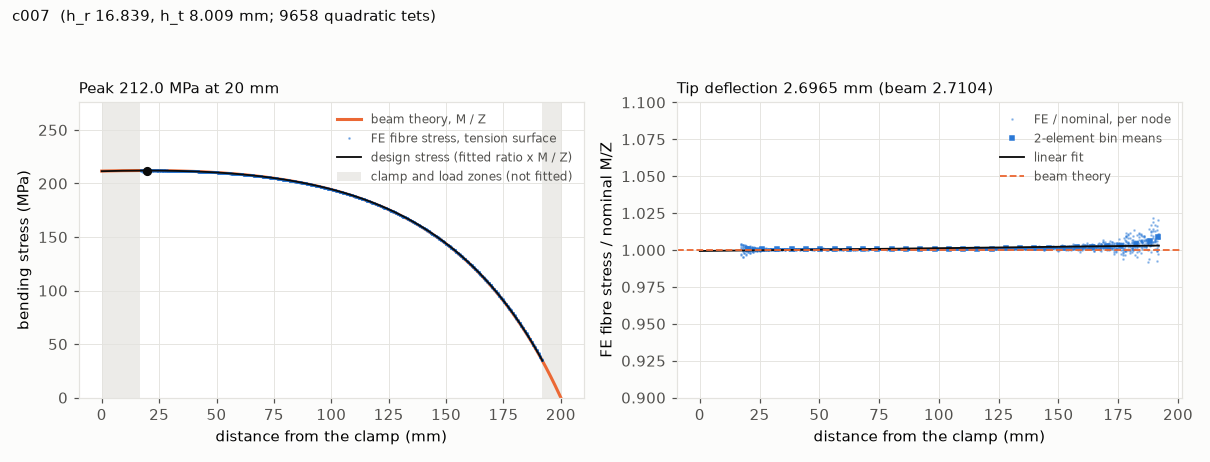 c007  (h_r 16.839, h_t 8.009 mm; 9658 quadratic tets)
Peak 212.0 MPa at 20 mm
bending stress (MPa)
250
200
150
100
50
0
beam theory, M / Z
FE fibre stress, tension surface
design stress (fitted ratio x M / Z)
clamp and load zones (not fitted)
0 25 50 75 100 125 150 175 200
distance from the clamp (mm)
Tip deflection 2.6965 mm (beam 2.7104)
FE fibre stress / nominal M/Z
1.100
1.075
1.050
1.025
1.000
0.975
0.950
0.925
0.900
FE / nominal, per node
2-element bin means
linear fit
beam theory
0 25 50 75 100 125 150 175 200
distance from the clamp (mm)